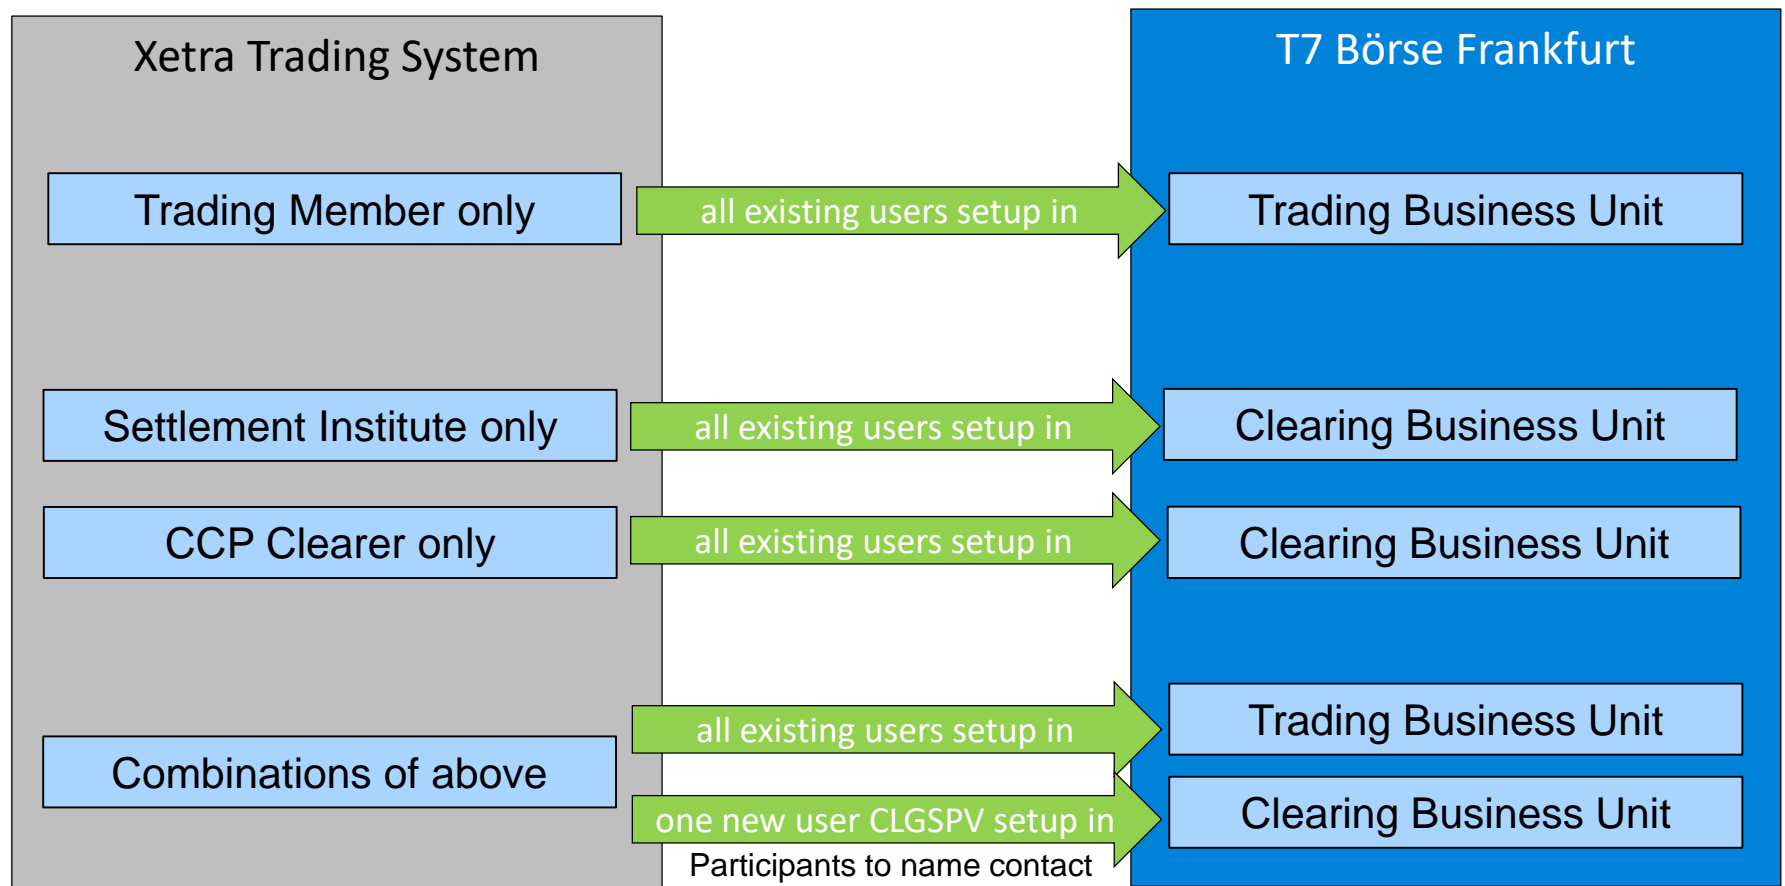 Xetra Trading System
T7 Börse Frankfurt
Trading Member only
all existing users setup in
Trading Business Unit
Settlement Institute only
all existing users setup in
Clearing Business Unit
CCP Clearer only
all existing users setup in
Clearing Business Unit
Combinations of above
all existing users setup in
Trading Business Unit
one new user CLGSPV setup in
Clearing Business Unit
Participants to name contact